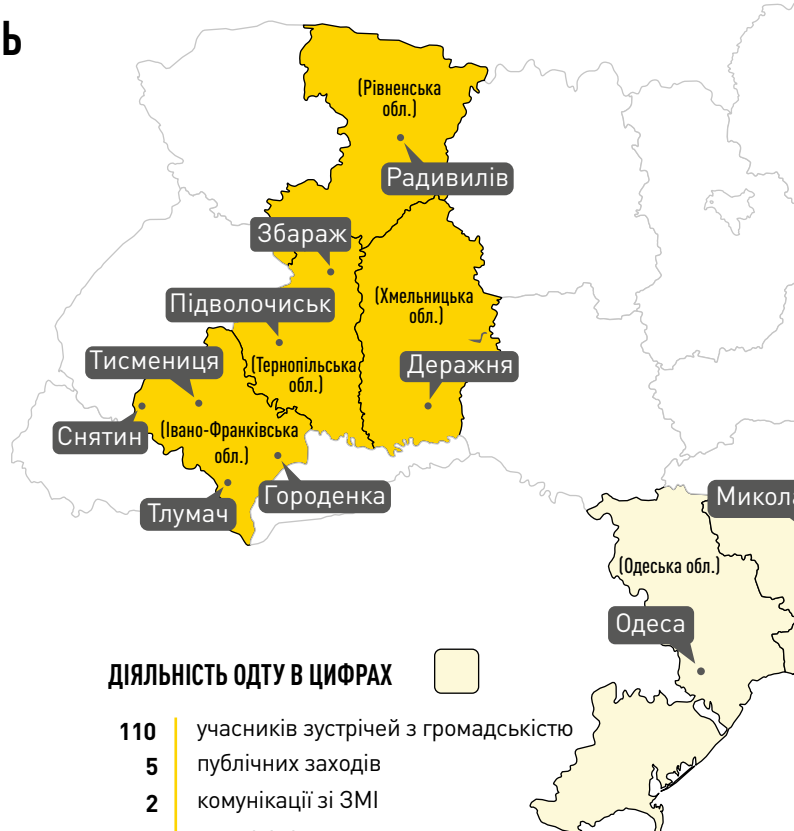 Ь
(Рівненська
обл.)
Радивилів
Збараж
(Хмельницька
обл.)
Підволочиськ
Тисмениця
(Тернопільська
обл.)
Деражня
Снятин
(Івано-Франківська
обл.)
Городенка
Тлумач
Микола
(Одеська обл.)
Одеса
ДІЯЛЬНІСТЬ ОДТУ В ЦИФРАХ
110 учасників зустрічей з громадськістю
5 публічних заходів
2 комунікації зі ЗМІ